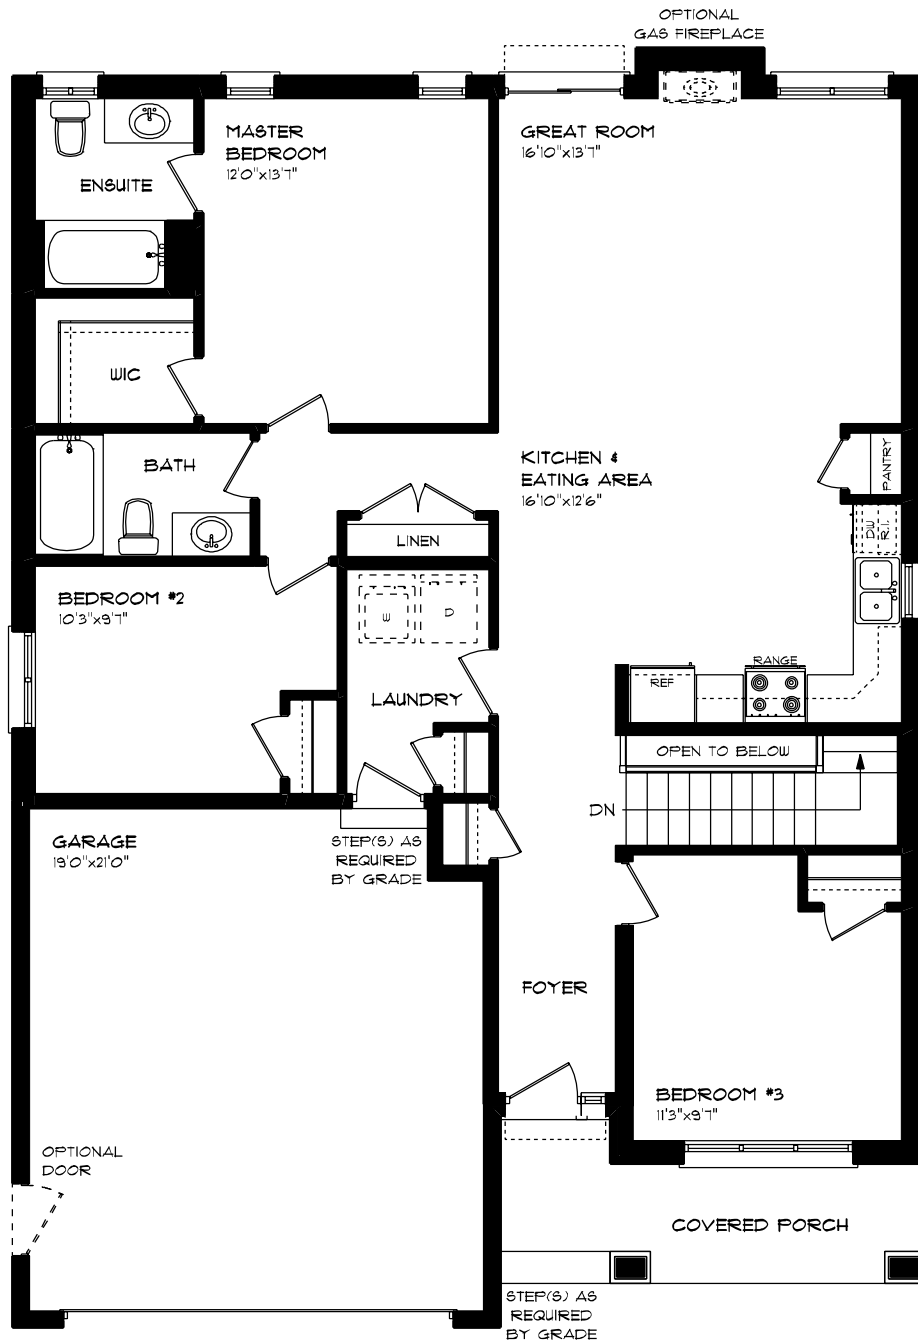 OPTIONAL
GAS FIREPLACE
MASTER
BEDROOM
12'0"x13'7"
GREAT ROOM
16'10"x13'7"
ENSUITE
WIC
BATH
KITCHEN &
EATING AREA
16'10"x12'6"
PANTRY
LINEN
DW
R.I.
BEDROOM #2
10'3"x9'7"
W
D
LAUNDRY
REF
RANGE
OPEN TO BELOW
DN
GARAGE
19'0"x21'0"
STEP(S) AS
REQUIRED
BY GRADE
FOYER
BEDROOM #3
11'3"x9'7"
OPTIONAL
DOOR
COVERED PORCH
STEP(S) AS
REQUIRED
BY GRADE